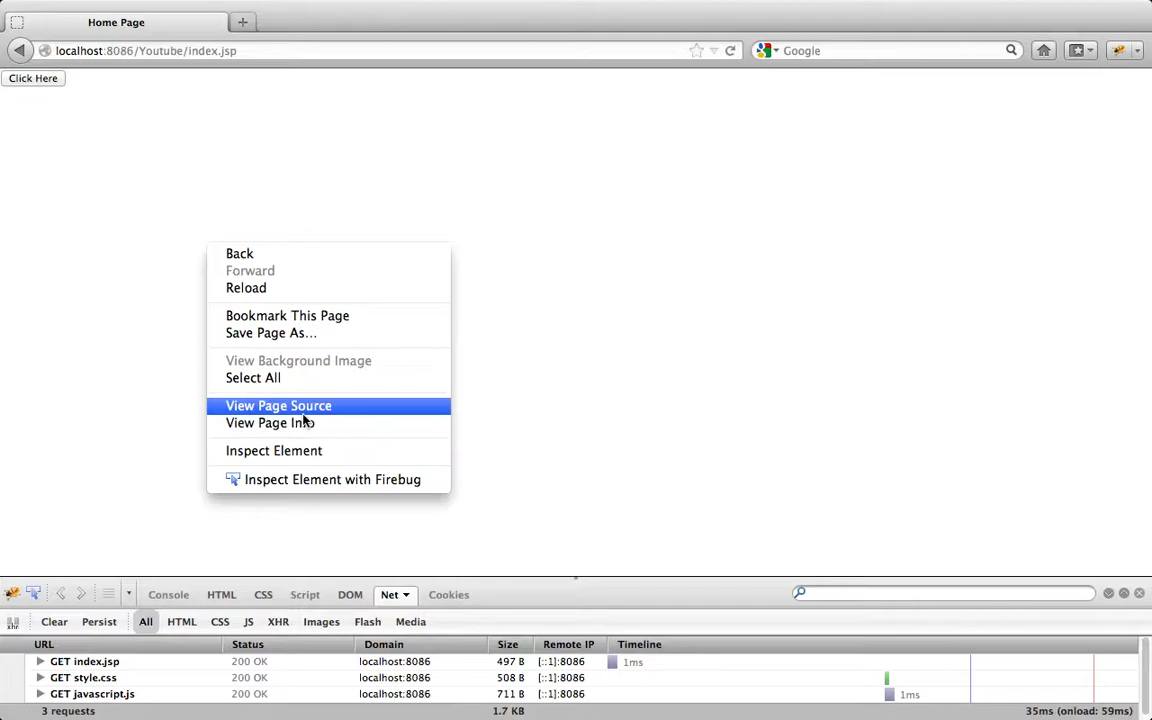 Home Page
localhost:8086/Youtube/index.jsp
Google
Click Here
Back
Forward
Reload
Bookmark This Page
Save Page As...
View Background Image
Select All
View Page Source
View Page Info
Inspect Element
Inspect Element with Firebug
Console HTML CSS Script DOM Net Cookies
Clear Persist All HTML CSS JS XHR Images Flash Media
URL Status Domain Size Remote IP Timeline
GET index.jsp 200 OK localhost:8086 497 B [::1]:8086 1ms
GET style.css 200 OK localhost:8086 508 B [::1]:8086
GET javascript.js 200 OK localhost:8086 711 B [::1]:8086 1ms
3 requests 1.7 KB 35ms (onload: 59ms)